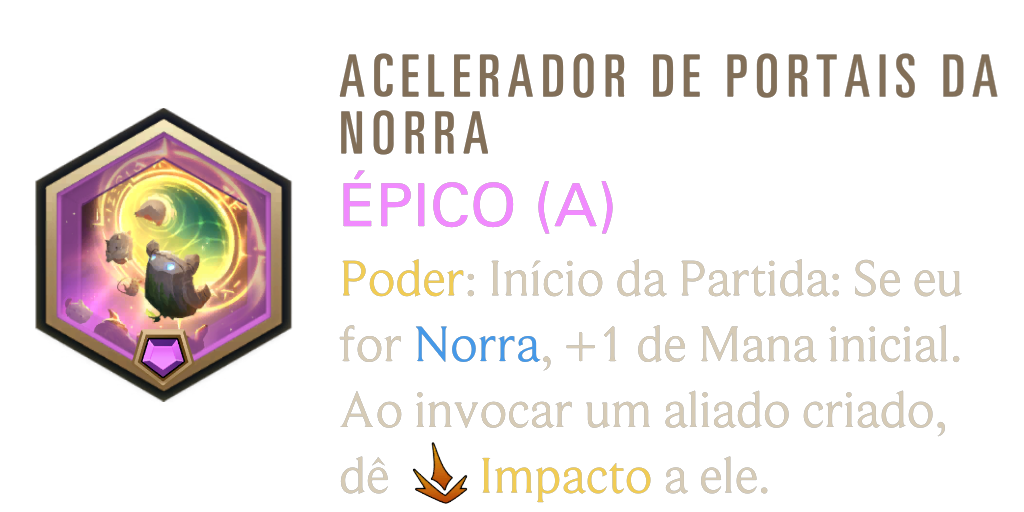 ACELERADOR DE PORTAIS DA
NORRA
ÉPICO (A)
Poder: Início da Partida: Se eu
for Norra, +1 de Mana inicial.
Ao invocar um aliado criado,
dê Impacto a ele.